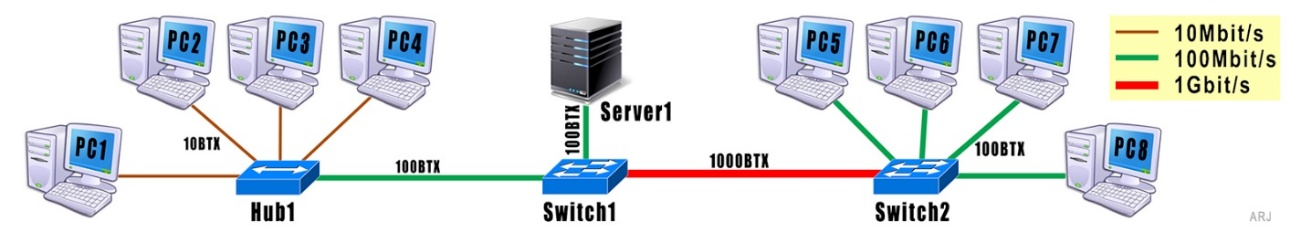 PC2
PC3
PC4
PC5
PC6
PC7
10Mbit/s
100Mbit/s
1Gbit/s
Server1
100BTX
PC1
10BTX
100BTX
1000BTX
100BTX
PC8
Hub1
Switch1
Switch2
ARJ